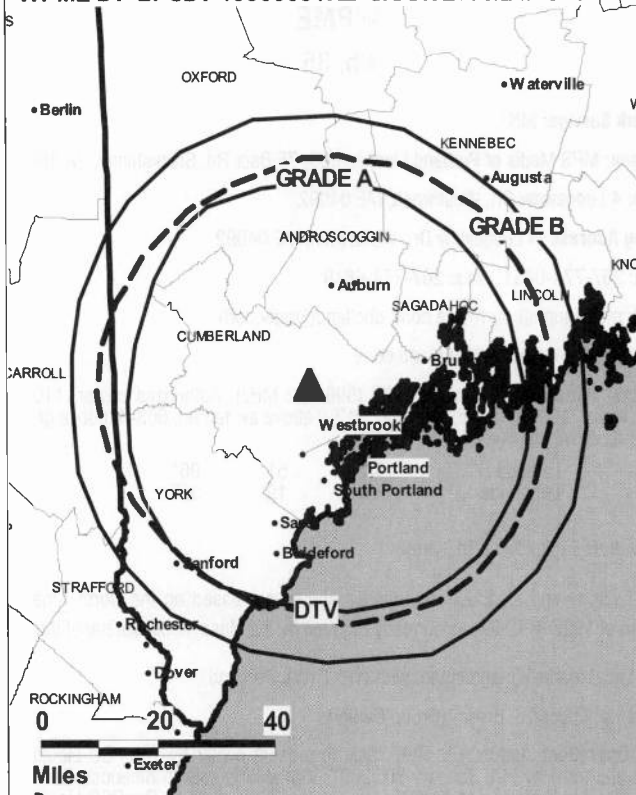 OXFORD
Waterville
Berlin
KENNEBEC
GRADE A
Augusta
GRADE B
ANDROSCOGGIN
Auburn
LINCOLN
SAGADAHOC
CUMBERLAND
CARROLL
Westbrook
Portland
YORK
South Portland
Sanford
Biddeford
STRAFFORD
DTV
Rochester
Dover
ROCKINGHAM
0 20 40
Miles
Exeter